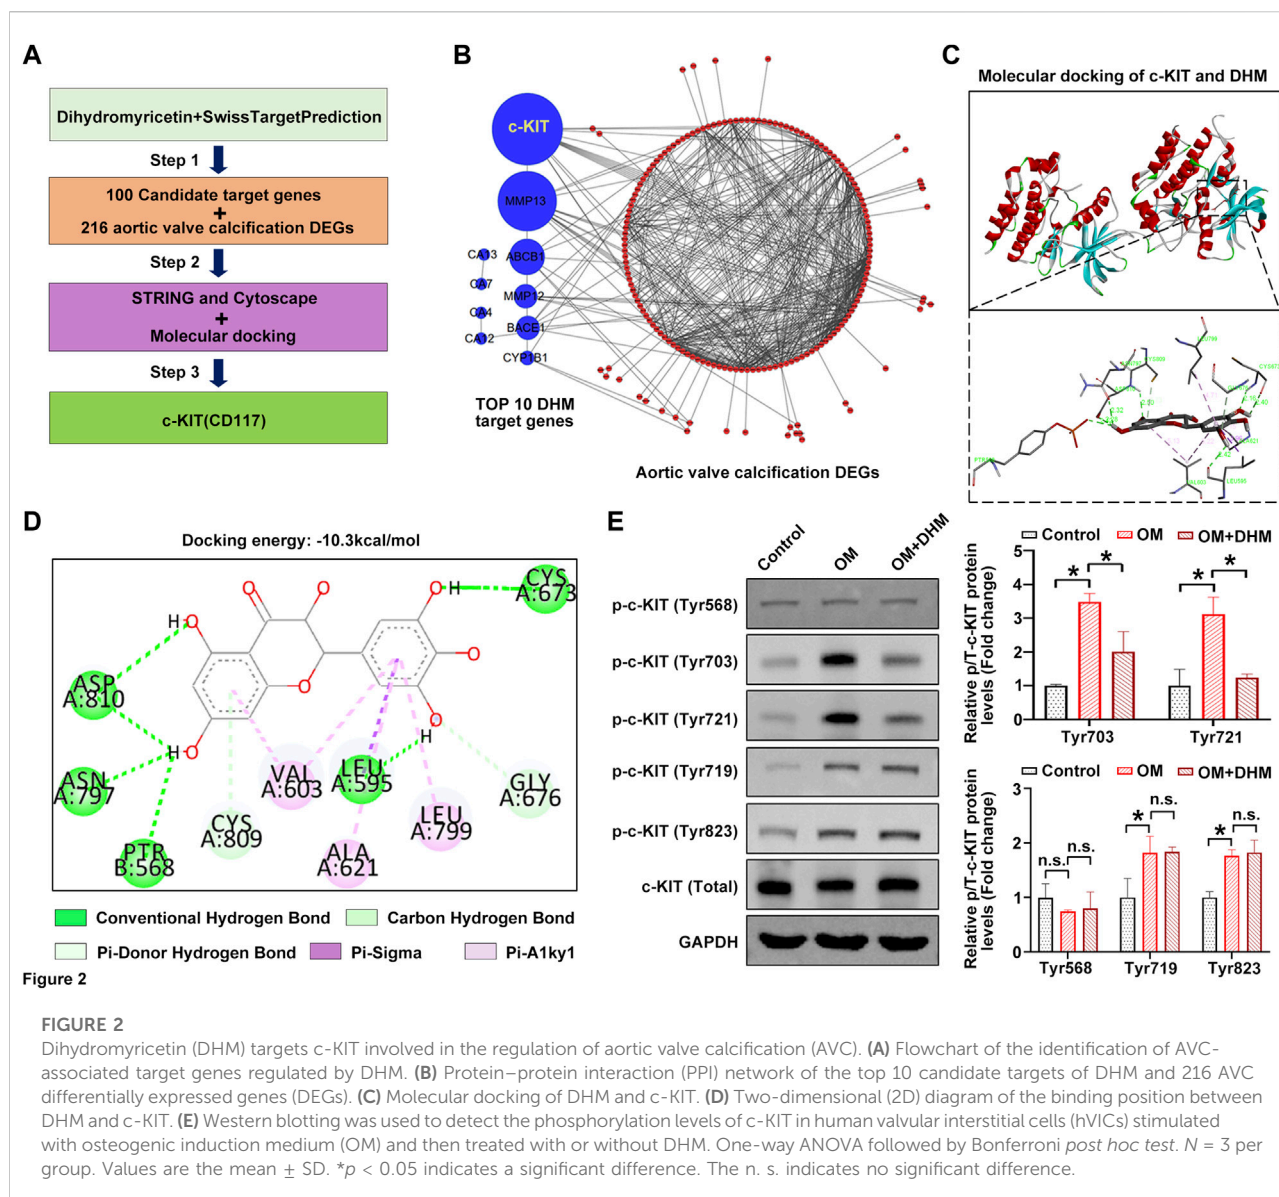 A
Dihydromyricetin+SwissTargetPrediction
Step 1
100 Candidate target genes
+
216 aortic valve calcification DEGs
Step 2
STRING and Cytoscape
+
Molecular docking
Step 3
c-KIT(CD117)
B
c-KIT
MMP13
ABCB1
CA13
CA7
MMP12
CA4
BACE1
CA12
CYP1B1
TOP 10 DHM
target genes
Aortic valve calcification DEGs
C
Molecular docking of c-KIT and DHM
D
Docking energy: -10.3kcal/mol
CYS
A:673
ASP
A:810
ASN
A:797
PTR
B:568
CYS
A:809
VAL
A:603
LEU
A:595
ALA
A:621
LEU
A:799
GLY
A:676
O
O
H
O
O
H
O
H
O
O
H
Conventional Hydrogen Bond
Carbon Hydrogen Bond
Pi-Donor Hydrogen Bond
Pi-Sigma
Pi-A1ky1
Figure 2
E
Control
OM
OM+DHM
p-c-KIT (Tyr568)
p-c-KIT (Tyr703)
p-c-KIT (Tyr721)
p-c-KIT (Tyr719)
p-c-KIT (Tyr823)
c-KIT (Total)
GAPDH
Control OM OM+DHM
Relative p/T-c-KIT protein
levels (Fold change)
5
4
3
2
1
0
* *
* *
Tyr703 Tyr721
Control OM OM+DHM
Relative p/T-c-KIT protein
levels (Fold change)
3
2
1
0
n.s. n.s.
* n.s.
* n.s.
Tyr568 Tyr719 Tyr823
FIGURE 2
Dihydromyricetin (DHM) targets c-KIT involved in the regulation of aortic valve calcification (AVC). (A) Flowchart of the identification of AVC-
associated target genes regulated by DHM. (B) Protein–protein interaction (PPI) network of the top 10 candidate targets of DHM and 216 AVC
differentially expressed genes (DEGs). (C) Molecular docking of DHM and c-KIT. (D) Two-dimensional (2D) diagram of the binding position between
DHM and c-KIT. (E) Western blotting was used to detect the phosphorylation levels of c-KIT in human valvular interstitial cells (hVICs) stimulated
with osteogenic induction medium (OM) and then treated with or without DHM. One-way ANOVA followed by Bonferroni post hoc test. N = 3 per
group. Values are the mean ± SD. *p < 0.05 indicates a significant difference. The n. s. indicates no significant difference.